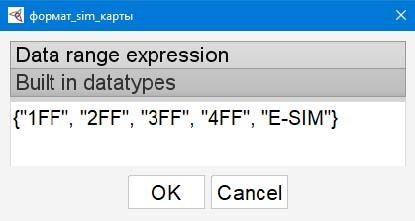 формат_sim_карты
Data range expression
Built in datatypes
{"1FF", "2FF", "3FF", "4FF", "E-SIM"}
OK
Cancel